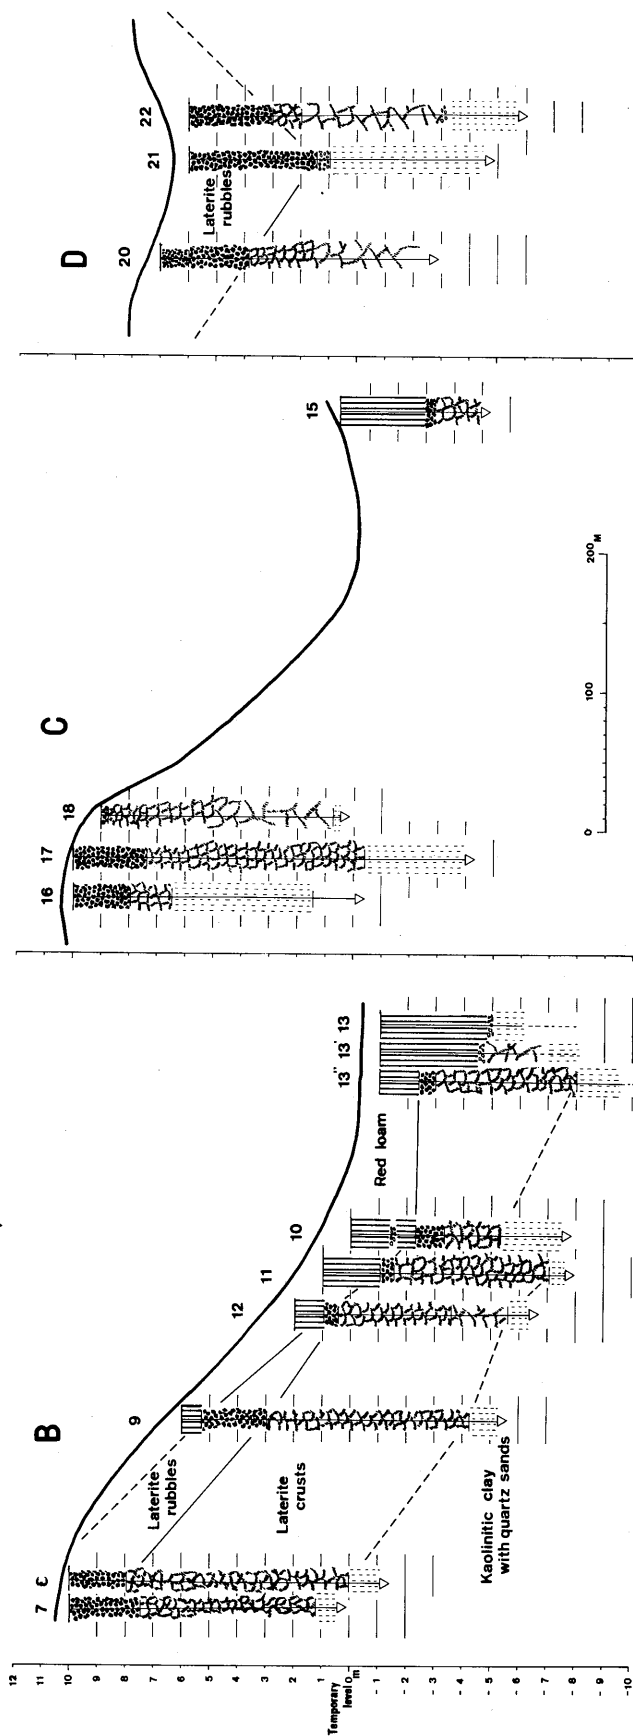 B
C
D
7
ε
9
12
11
10
13''
13'
13
16
17
18
15
20
21
22
Laterite
rubbles
Laterite
crusts
Kaolinitic clay
with quartz sands
Red loam
Laterite
rubbles
12
11
10
9
8
7
6
5
4
3
2
1
Temporary
level 0 m
- 1
- 2
- 3
- 4
- 5
- 6
- 7
- 8
- 9
-10
0
100
200 M